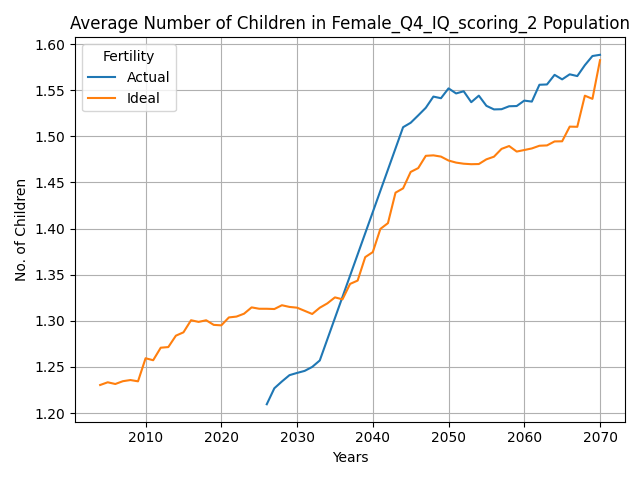 Average Number of Children in Female_Q4_IQ_scoring_2 Population
Fertility
Actual
Ideal
No. of Children
1.60
1.55
1.50
1.45
1.40
1.35
1.30
1.25
1.20
2010 2020 2030 2040 2050 2060 2070
Years